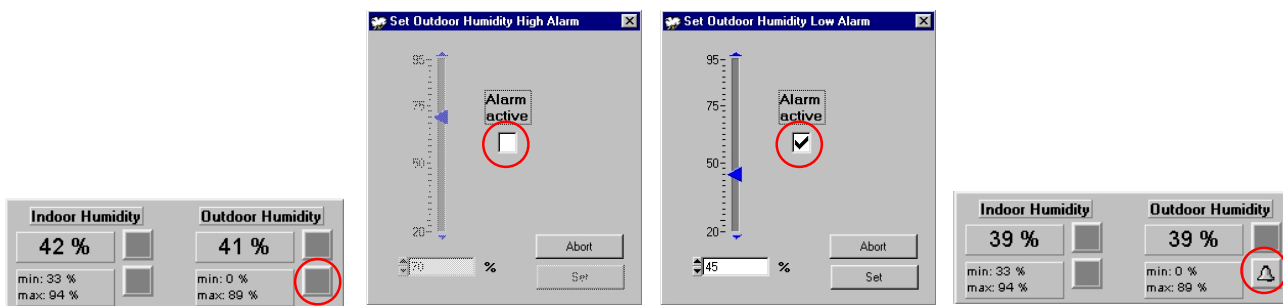 Indoor Humidity
Outdoor Humidity
42 %
41 %
min: 33 %
max: 94 %
min: 0 %
max: 89 %
Set Outdoor Humidity High Alarm
95
75
50
20
Alarm
active
70
%
Abort
Set
Set Outdoor Humidity Low Alarm
95
75
50
20
Alarm
active
45
%
Abort
Set
Indoor Humidity
Outdoor Humidity
39 %
39 %
min: 33 %
max: 94 %
min: 0 %
max: 89 %